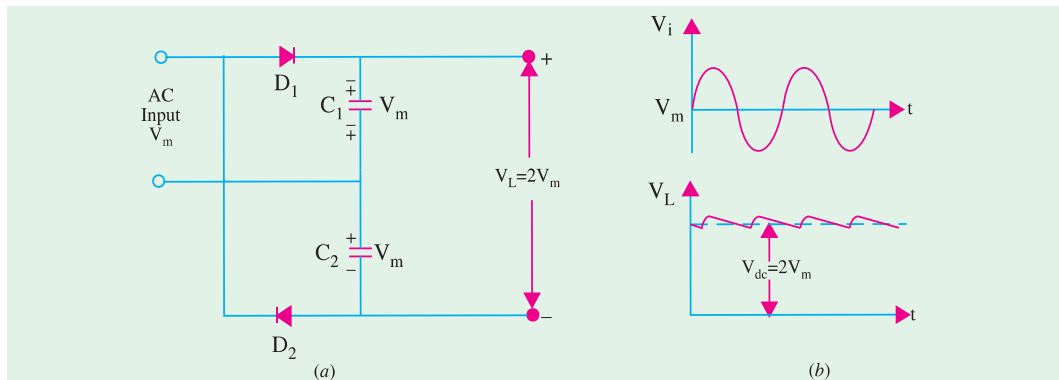 AC
Input
Vm
D1
−
+
C1 Vm
−
+
+
VL=2Vm
+
C2 Vm
−
−
D2
(a)
Vi
Vm
t
VL
Vdc=2Vm
t
(b)